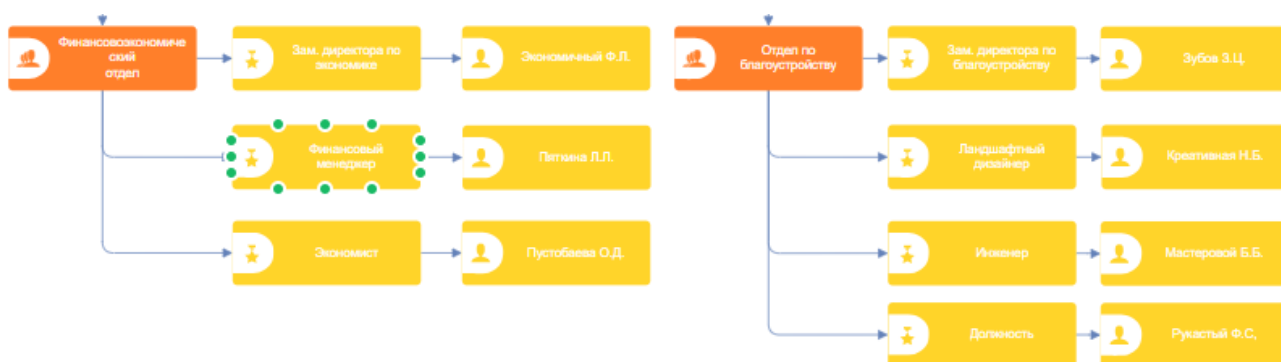 Финансовоэкономиче
ский
отдел
Зам. директора по
экономике
Экономичный Ф.Л.
Финансовый
менеджер
Пяткина Л.Л.
Экономист
Пустобаева О.Д.
Отдел по
благоустройству
Зам. директора по
благоустройству
Зубов З.Ц.
Ландшафтный
дизайнер
Креативная Н.Б.
Инженер
Мастеровой Б.Б.
Должность
Рукастый Ф.С,